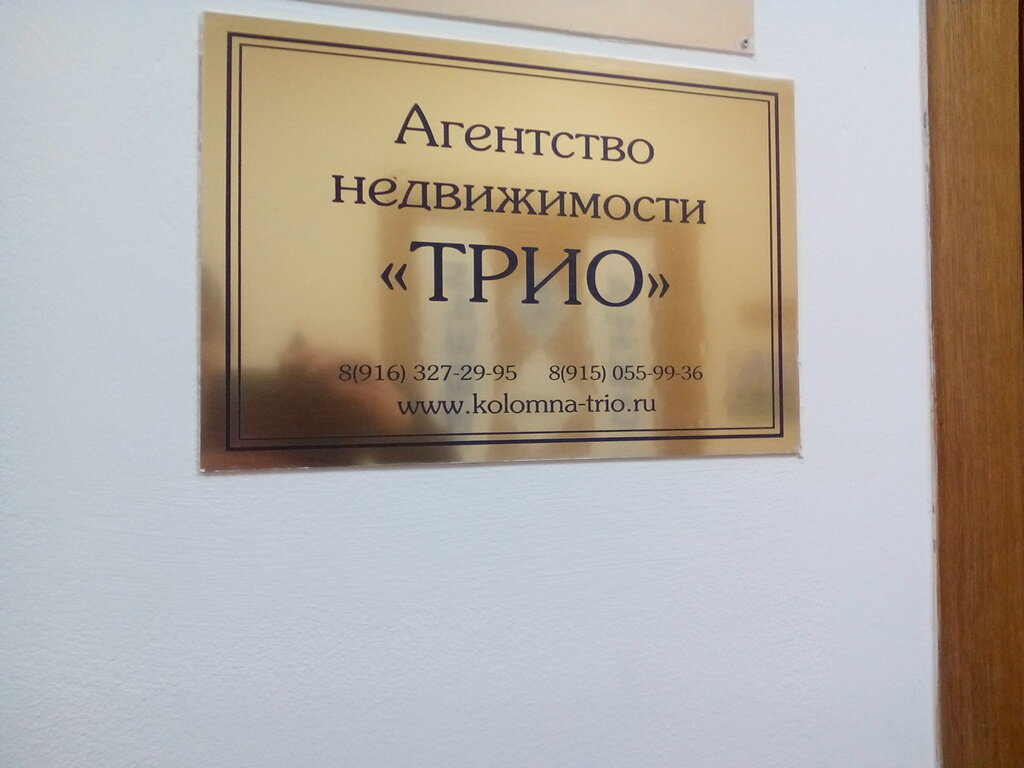 Агентство
недвижимости
«ТРИО»
8(916) 327-29-95 8(915) 055-99-36
www.kolomna-trio.ru